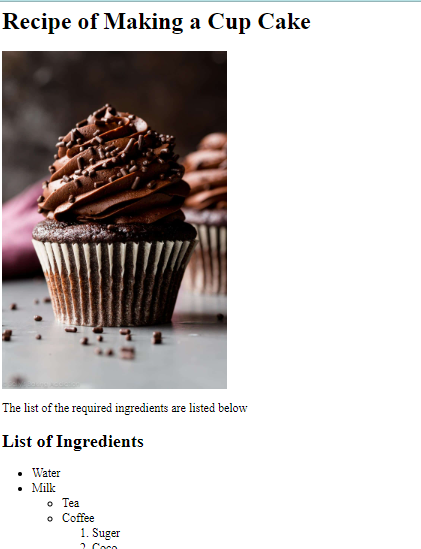 Recipe of Making a Cup Cake
The list of the required ingredients are listed below
List of Ingredients
Water
Milk
Tea
Coffee
1. Suger
2. Coco